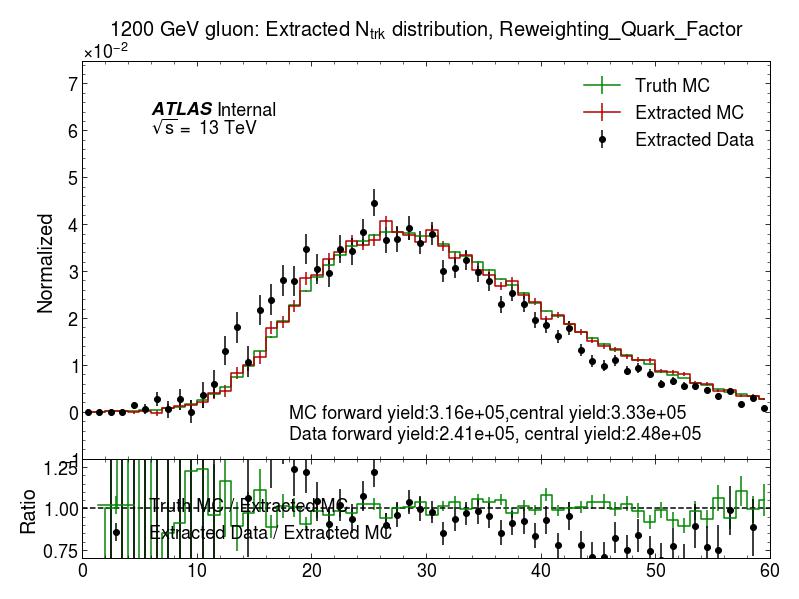 1200 GeV gluon: Extracted Ntrk distribution, Reweighting_Quark_Factor
×10−2
7
6
5
4
3
2
1
0
1
Normalized
ATLAS Internal
√s = 13 TeV
Truth MC
Extracted MC
Extracted Data
MC forward yield:3.16e+05,central yield:3.33e+05
Data forward yield:2.41e+05, central yield:2.48e+05
1.25
1.00
0.75
Ratio
Truth MC / Extracted MC
Extracted Data / Extracted MC
0 10 20 30 40 50 60